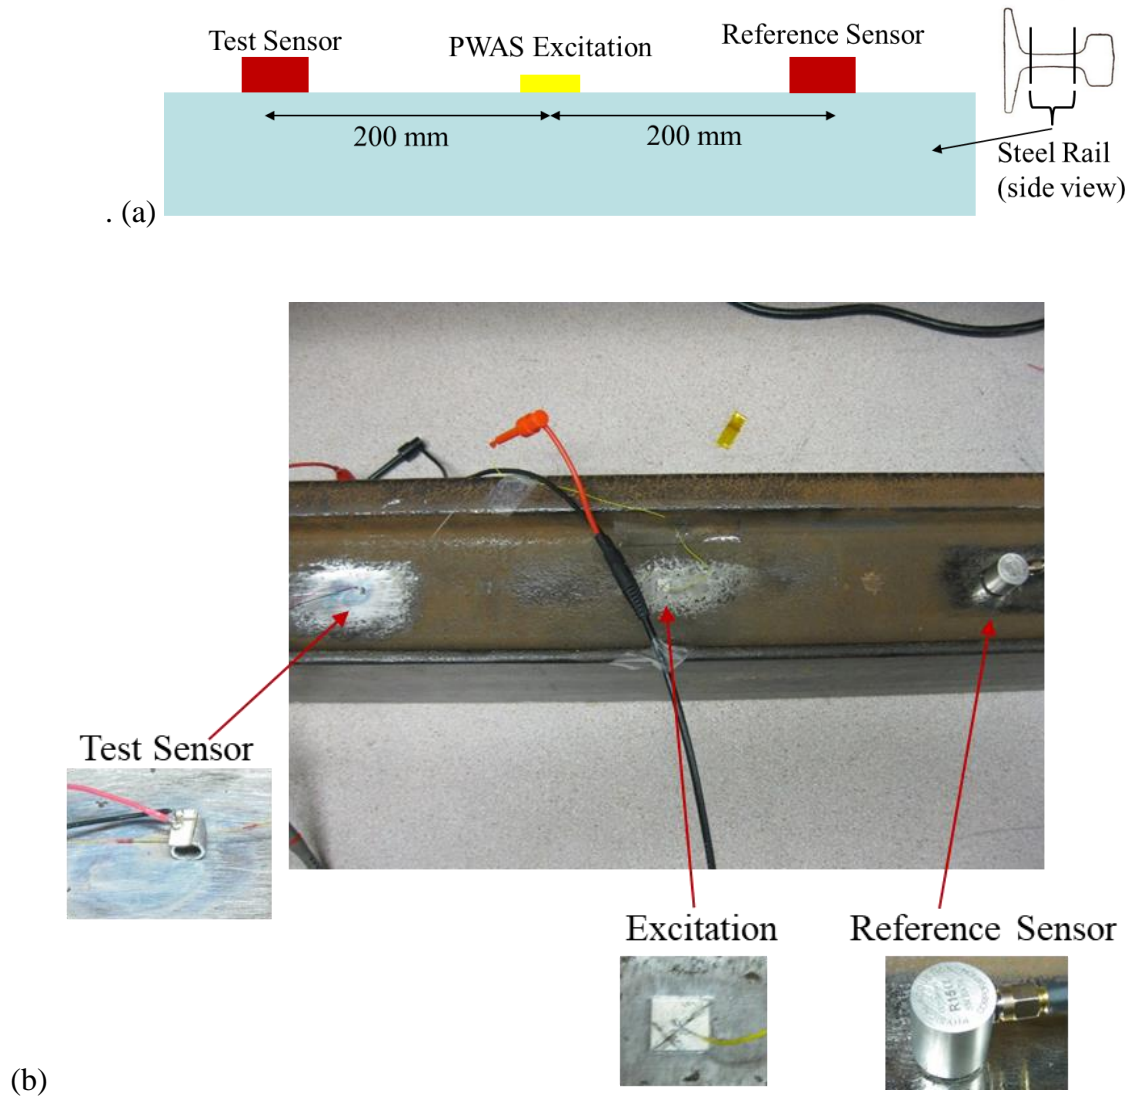 Test Sensor
PWAS Excitation
Reference Sensor
200 mm
200 mm
Steel Rail
(side view)
. (a)
Test Sensor
Excitation
Reference Sensor
R15
(b)